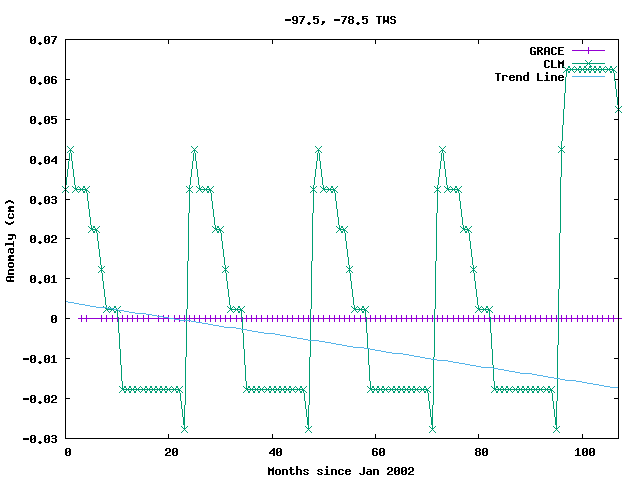 -97.5, -78.5 TWS
0.07
0.06
0.05
0.04
0.03
0.02
0.01
0
-0.01
-0.02
-0.03
Anomaly (cm)
GRACE
CLM
Trend Line
0 20 40 60 80 100
Months since Jan 2002